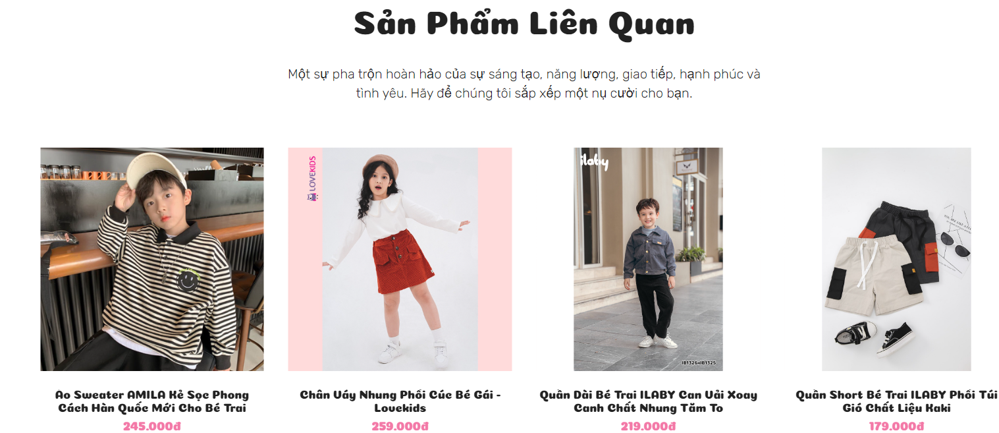 Sản Phẩm Liên Quan
Một sự pha trộn hoàn hảo của sự sáng tạo, năng lượng, giao tiếp, hạnh phúc và
tình yêu. Hãy để chúng tôi sắp xếp một nụ cười cho bạn.
LOVEKIDS
ilaby
IB1326+IB1325
Áo Sweater AMILA Kẻ Sọc Phong
Cách Hàn Quốc Mới Cho Bé Trai
245.000đ
Chân Váy Nhung Phối Cúc Bé Gái -
Lovekids
259.000đ
Quần Dài Bé Trai ILABY Can Vải Xoay
Canh Chất Nhung Tăm To
219.000đ
Quần Short Bé Trai ILABY Phối Túi
Gió Chất Liệu Kaki
179.000đ